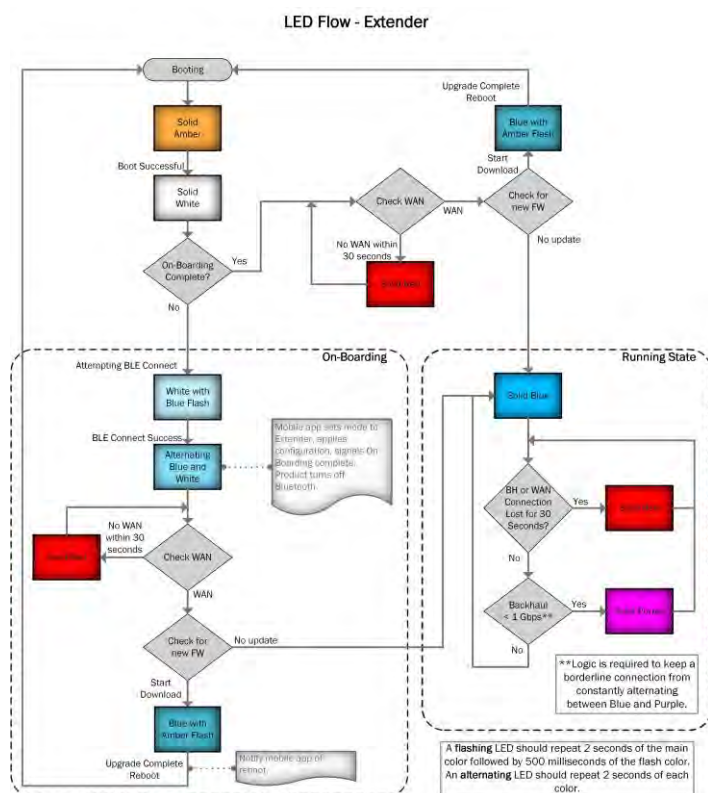 LED Flow - Extender
Booting
Upgrade Complete
Reboot
Solid
Amber
Blue with
Amber Flash
Boot Successful
Start
Download
Solid
White
Check WAN
WAN
Check for
new FW
No WAN within
30 seconds
No update
On-Boarding
Complete?
Yes
No
On-Boarding
Running State
Attempting BLE Connect
White with
Blue Flash
Solid Blue
BLE Connect Success
Alternating
Blue and
White
Mobile app sets mode to
Extender, applies
configuration, signals On
Boarding complete.
Product turns off
Bluetooth.
BH or WAN
Connection
Lost for 30
Seconds?
Yes
No
No WAN
within 30
seconds
Check WAN
WAN
Backhaul
< 1 Gbps**
Yes
No
Check for
new FW
No update
Start
Download
**Logic is required to keep a
borderline connection from
constantly alternating
between Blue and Purple.
Blue with
Amber Flash
Upgrade Complete
Reboot
Notify mobile app of
reboot.
A flashing LED should repeat 2 seconds of the main
color followed by 500 milliseconds of the flash color.
An alternating LED should repeat 2 seconds of each
color.